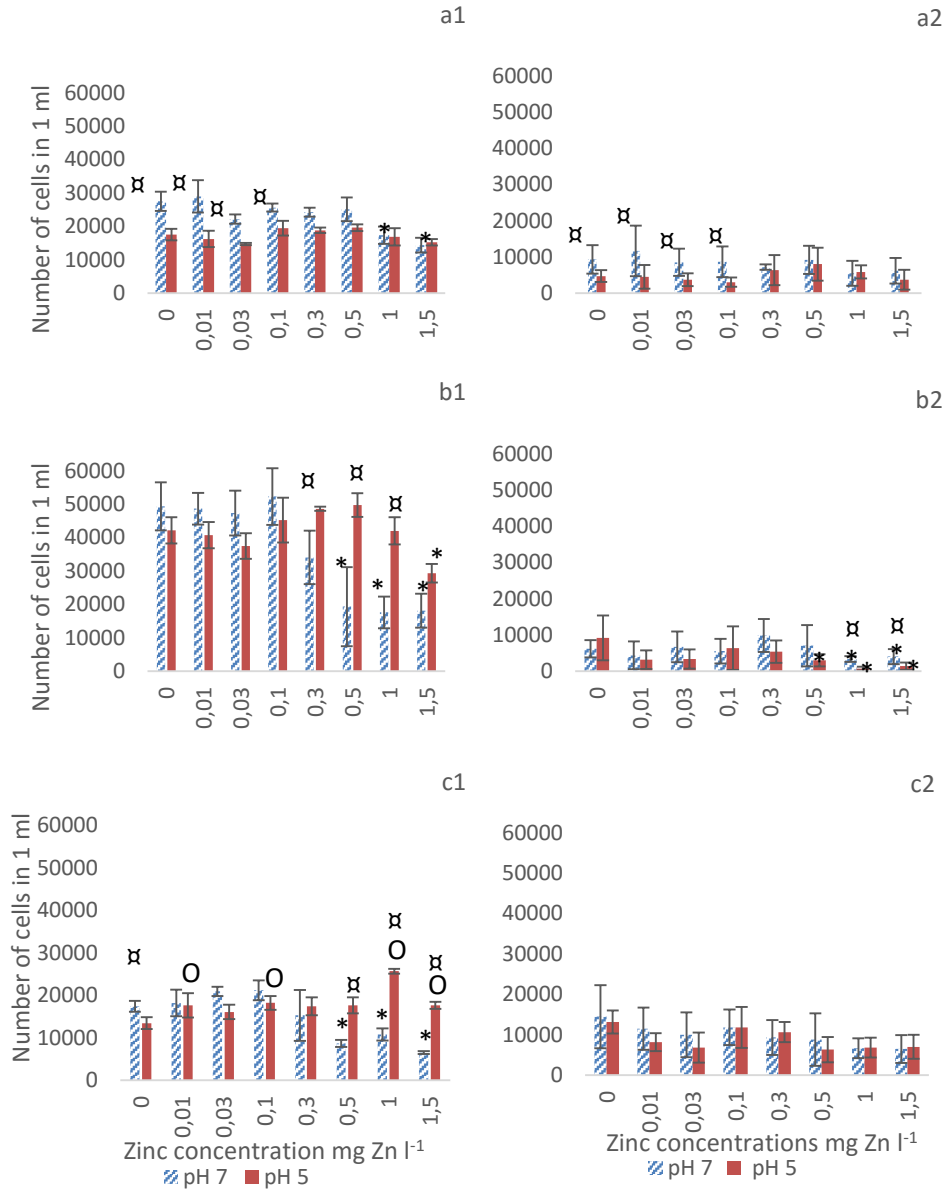 a1
a2
Number of cells in 1 ml
60000
50000
40000
30000
20000
10000
0
¤ ¤ ¤ ¤ * *
0 0,01 0,03 0,1 0,3 0,5 1 1,5
60000
50000
40000
30000
20000
10000
0
¤ ¤ ¤ ¤
0 0,01 0,03 0,1 0,3 0,5 1 1,5
b1
b2
Number of cells in 1 ml
60000
50000
40000
30000
20000
10000
0
¤ ¤ ¤
* * * *
0 0,01 0,03 0,1 0,3 0,5 1 1,5
60000
50000
40000
30000
20000
10000
0
¤ ¤
* * * * *
0 0,01 0,03 0,1 0,3 0,5 1 1,5
c1
c2
Number of cells in 1 ml
60000
50000
40000
30000
20000
10000
0
¤ O O ¤ ¤ O ¤ O
* * *
0 0,01 0,03 0,1 0,3 0,5 1 1,5
Zinc concentration mg Zn l-1
pH 7 pH 5
60000
50000
40000
30000
20000
10000
0
0 0,01 0,03 0,1 0,3 0,5 1 1,5
Zinc concentrations mg Zn l-1
pH 7 pH 5